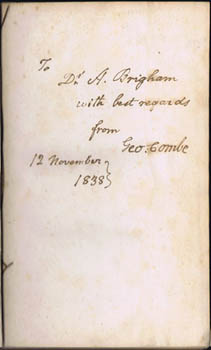 To
Dr. A. Brigham
with best regards
from
Geo. Combe
12 November
1838